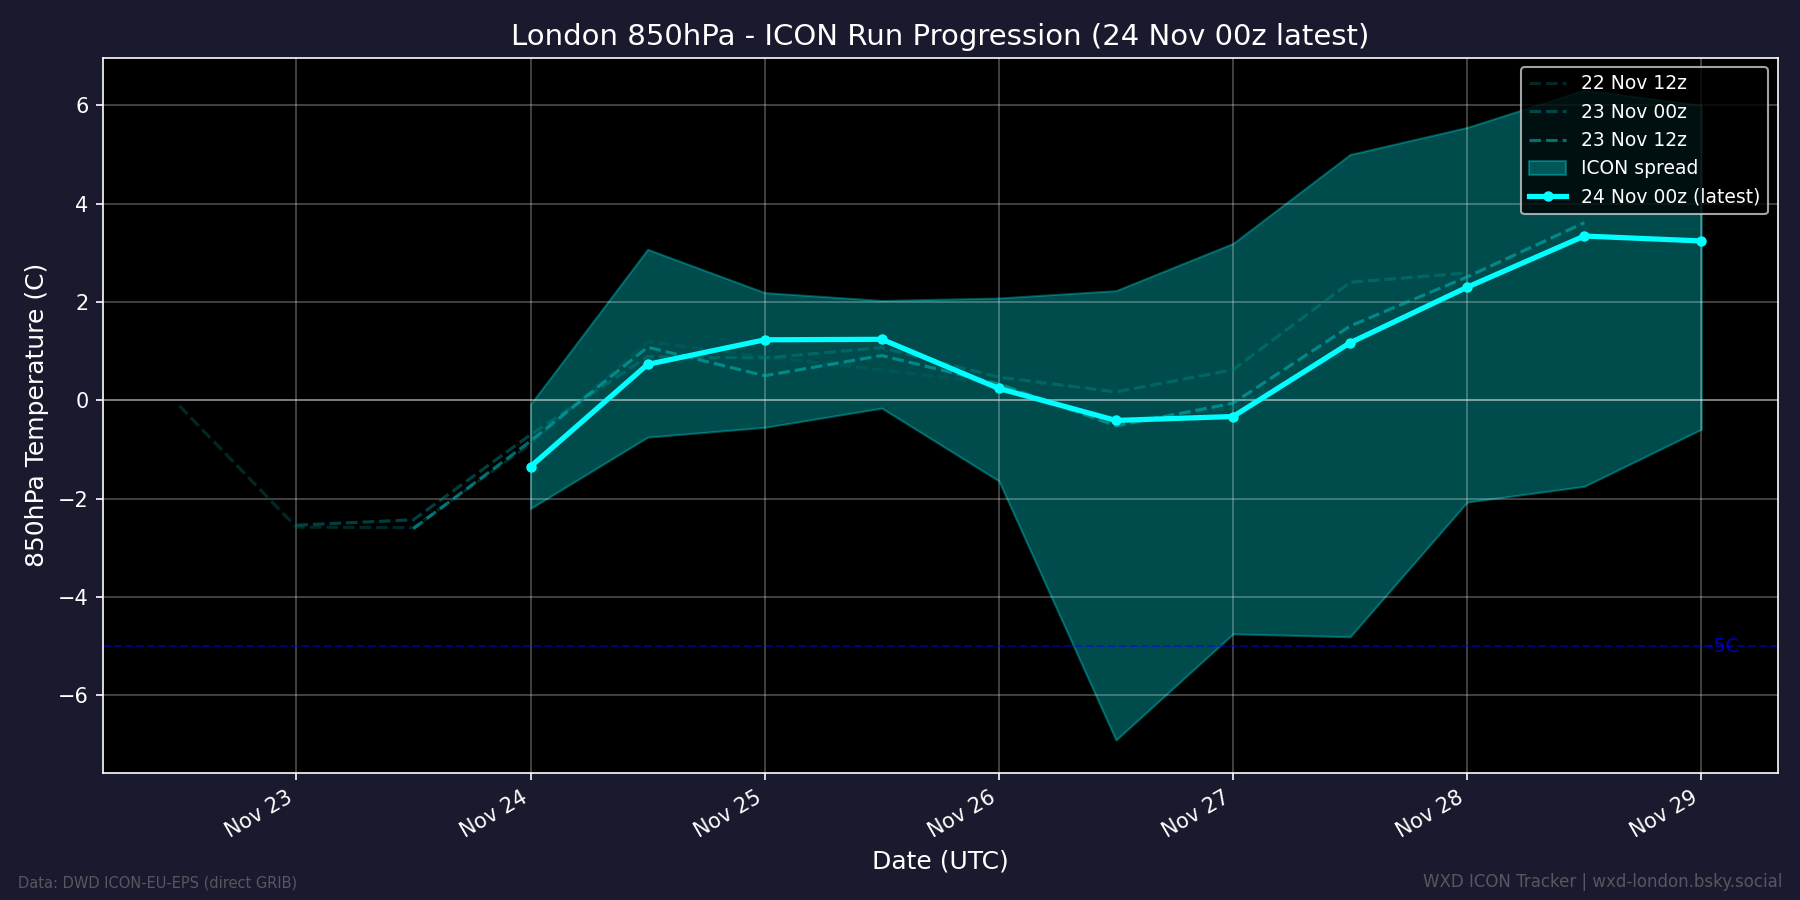 London 850hPa - ICON Run Progression (24 Nov 00z latest)
22 Nov 12z
23 Nov 00z
23 Nov 12z
ICON spread
24 Nov 00z (latest)
850hPa Temperature (C)
6
4
2
0
−2
−4
−6
-5C
Nov 23
Nov 24
Nov 25
Nov 26
Nov 27
Nov 28
Nov 29
Date (UTC)
Data: DWD ICON-EU-EPS (direct GRIB)
WXD ICON Tracker | wxd-london.bsky.social